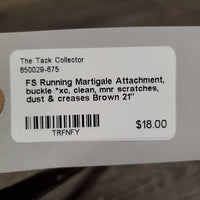 The Tack Collector
850029-675
FS Running Martigale Attachment,
buckle *xc, clean, mnr scratches,
dust & creases Brown 21"
TRFNFY
$18.00